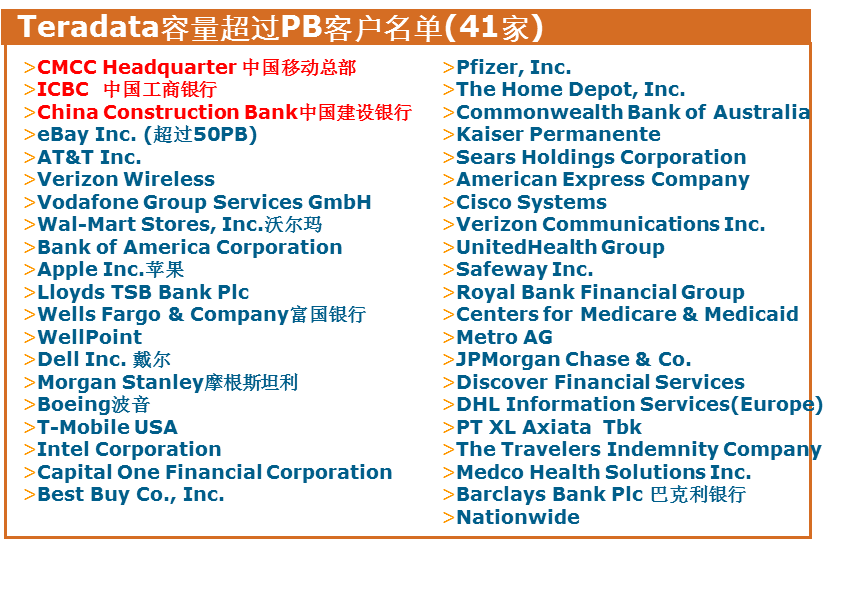 Teradata容量超过PB客户名单(41家)
>CMCC Headquarter 中国移动总部
>ICBC 中国工商银行
>China Construction Bank中国建设银行
>eBay Inc. (超过50PB)
>AT&T Inc.
>Verizon Wireless
>Vodafone Group Services GmbH
>Wal-Mart Stores, Inc.沃尔玛
>Bank of America Corporation
>Apple Inc.苹果
>Lloyds TSB Bank Plc
>Wells Fargo & Company富国银行
>WellPoint
>Dell Inc. 戴尔
>Morgan Stanley摩根斯坦利
>Boeing波音
>T-Mobile USA
>Intel Corporation
>Capital One Financial Corporation
>Best Buy Co., Inc.
>Pfizer, Inc.
>The Home Depot, Inc.
>Commonwealth Bank of Australia
>Kaiser Permanente
>Sears Holdings Corporation
>American Express Company
>Cisco Systems
>Verizon Communications Inc.
>UnitedHealth Group
>Safeway Inc.
>Royal Bank Financial Group
>Centers for Medicare & Medicaid
>Metro AG
>JPMorgan Chase & Co.
>Discover Financial Services
>DHL Information Services(Europe)
>PT XL Axiata Tbk
>The Travelers Indemnity Company
>Medco Health Solutions Inc.
>Barclays Bank Plc 巴克利银行
>Nationwide